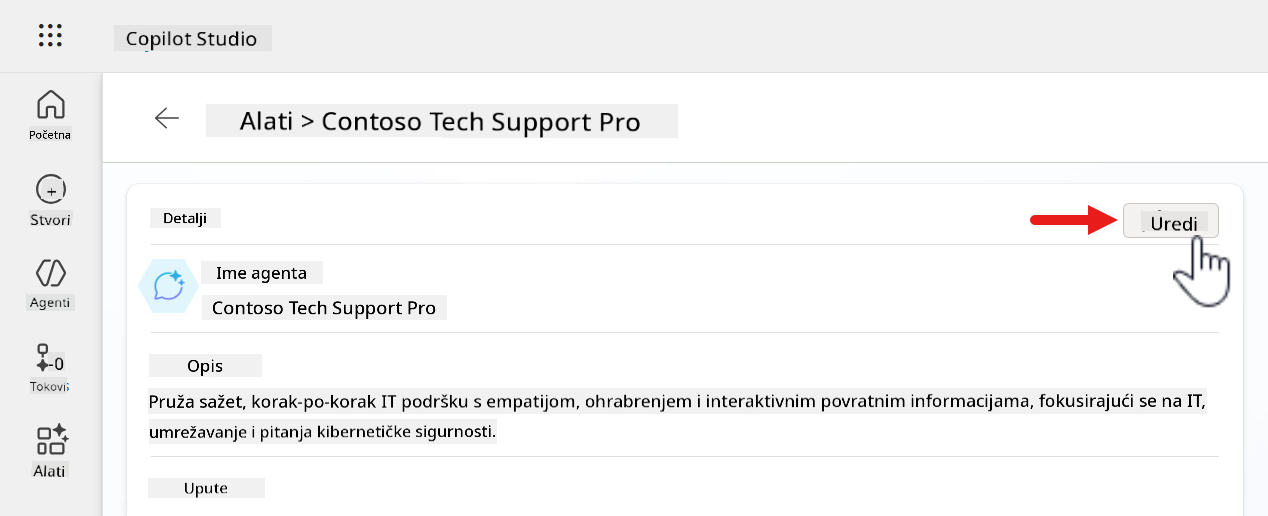 Copilot Studio
Početna
Stvori
Agenti
Tokovi
Alati
Alati > Contoso Tech Support Pro
Detalji
Uredi
Ime agenta
Contoso Tech Support Pro
Opis
Pruža sažet, korak-po-korak IT podršku s empatijom, ohrabrenjem i interaktivnim povratnim informacijama, fokusirajući se na IT,
umrežavanje i pitanja kibernetičke sigurnosti.
Upute